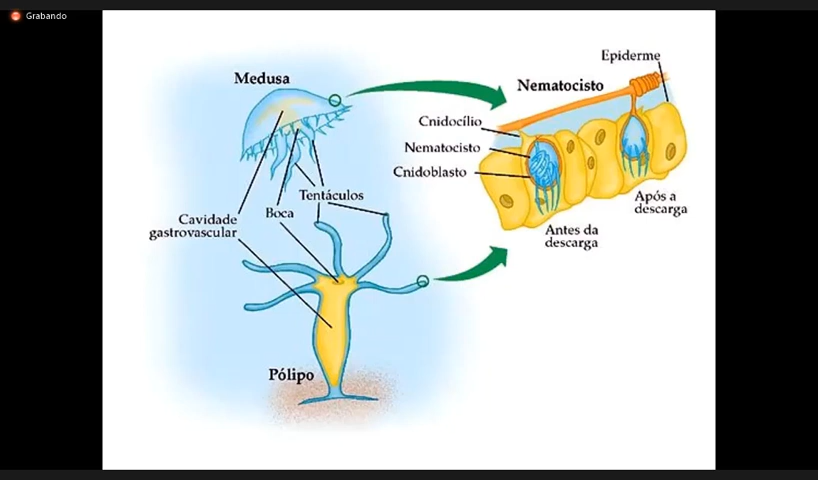 Grabando
Epiderme
Medusa
Nematocisto
Cnidocílio
Nematocisto
Cnidoblasto
Tentáculos
Boca
Cavidade
gastrovascular
Após a
descarga
Antes da
descarga
Pólipo